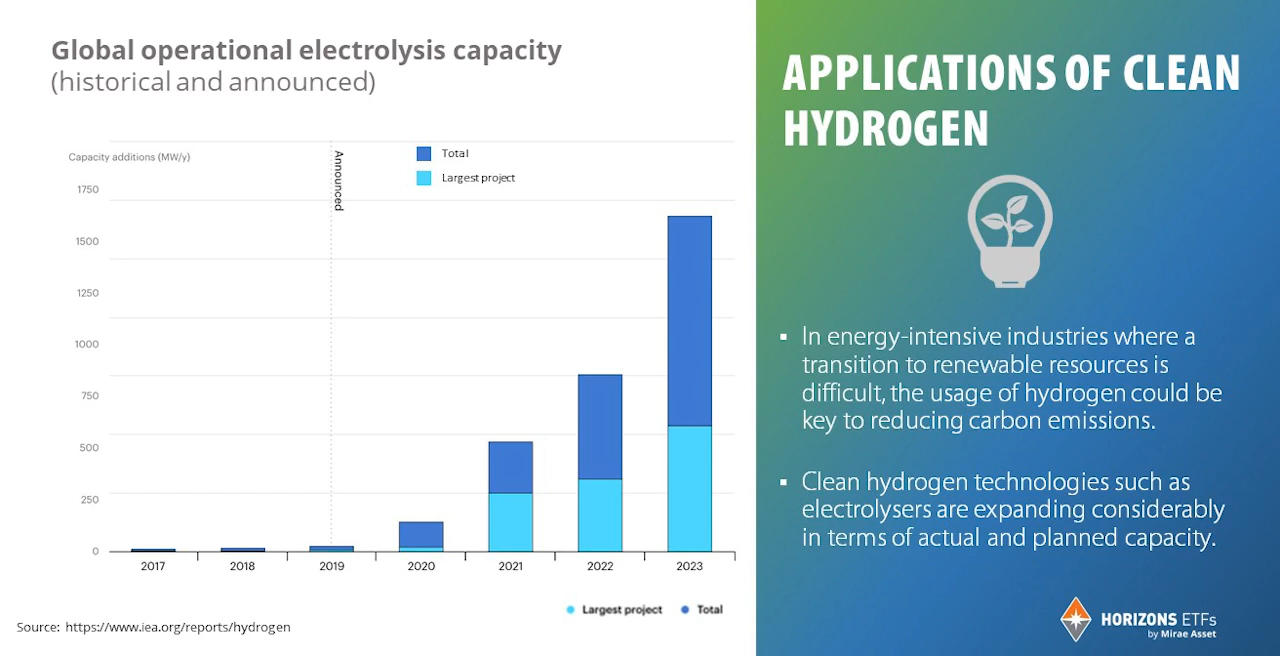 Global operational electrolysis capacity
(historical and announced)
Capacity additions (MW/y)
Announced
Total
Largest project
1750
1500
1250
1000
750
500
250
0
2017 2018 2019 2020 2021 2022 2023
Largest project Total
Source: https://www.iea.org/reports/hydrogen
APPLICATIONS OF CLEAN
HYDROGEN
▪ In energy-intensive industries where a
transition to renewable resources is
difficult, the usage of hydrogen could be
key to reducing carbon emissions.
▪ Clean hydrogen technologies such as
electrolysers are expanding considerably
in terms of actual and planned capacity.
HORIZONS ETFs
by Mirae Asset